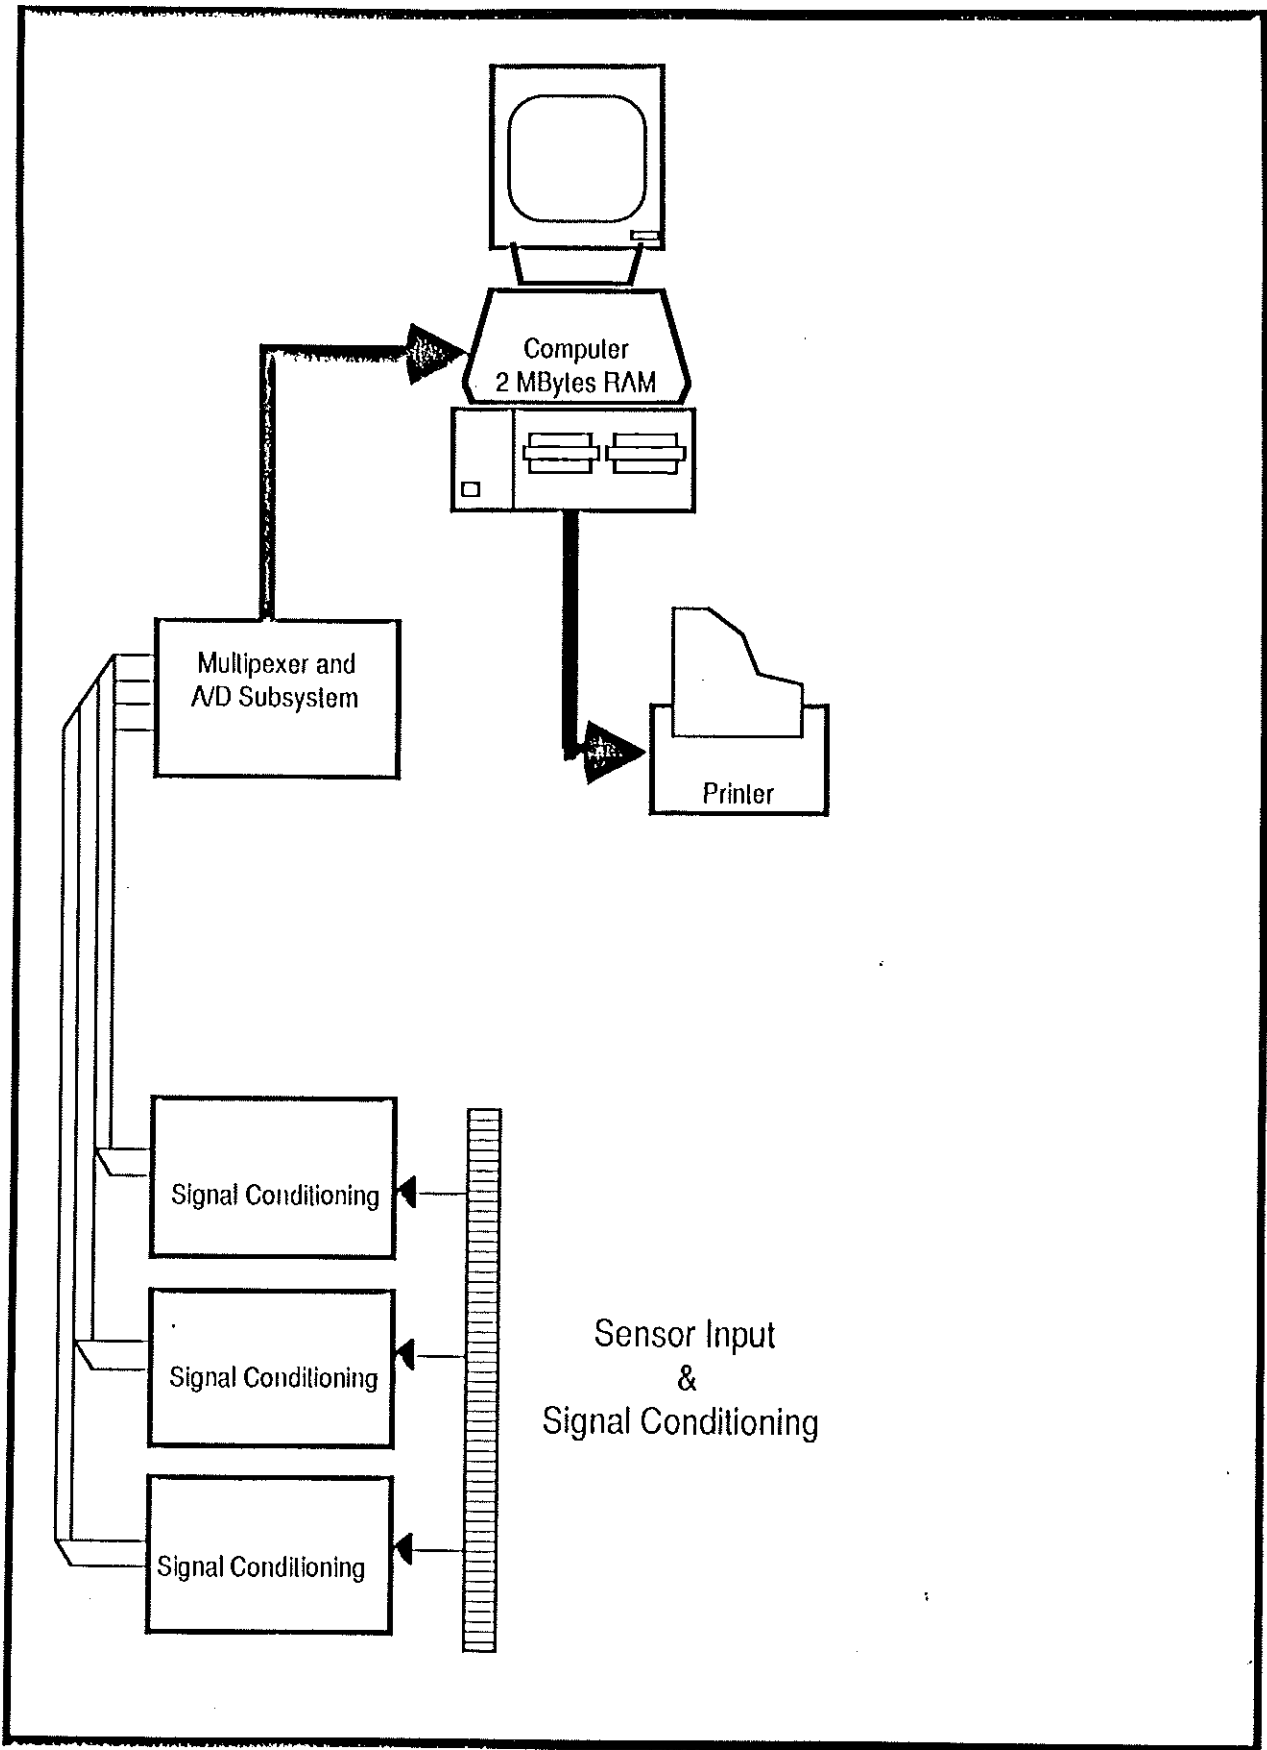 Computer
2 MBytes RAM
Multipexer and
A/D Subsystem
Printer
Signal Conditioning
Signal Conditioning
Signal Conditioning
Sensor Input
&
Signal Conditioning